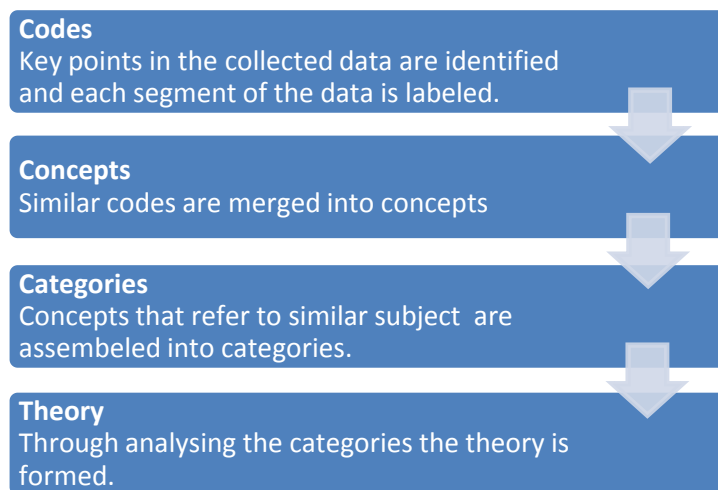 Codes
Key points in the collected data are identified
and each segment of the data is labeled.
Concepts
Similar codes are merged into concepts
Categories
Concepts that refer to similar subject  are
assembeled into categories.
Theory
Through analysing the categories the theory is
formed.